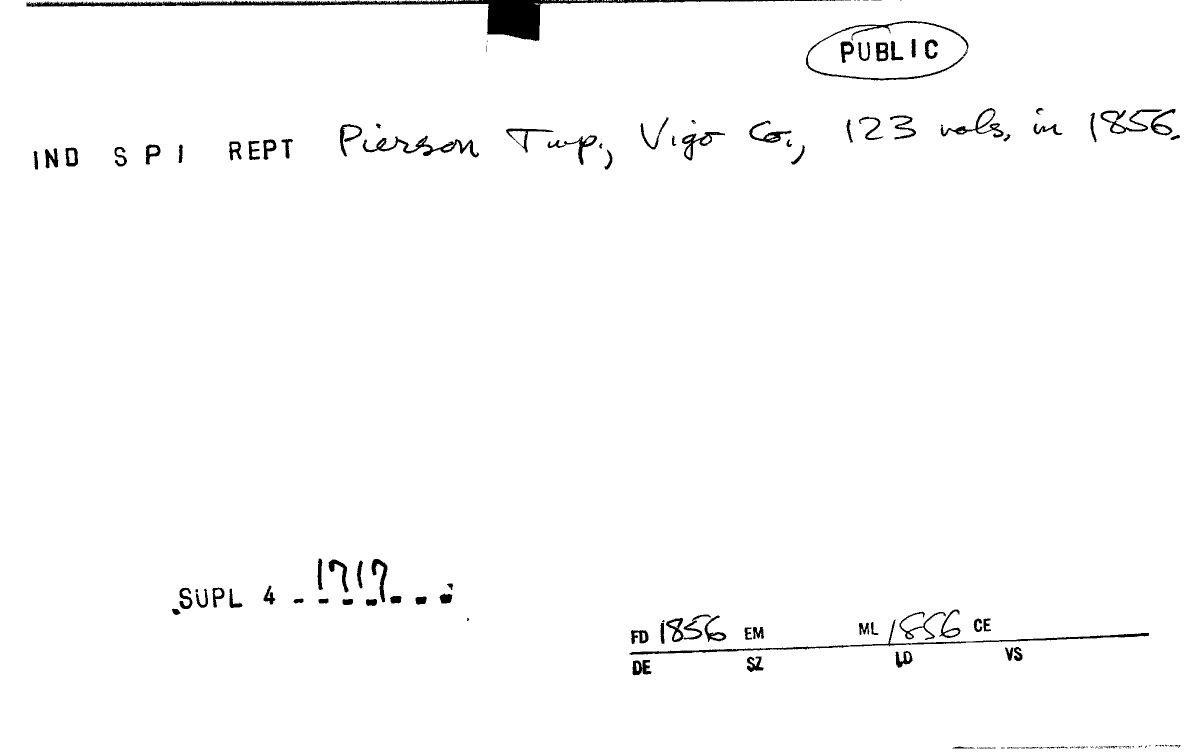 PUBLIC
IND S P I REPT Pierson Twp., Vigo Co., 123 vols. in 1856.
SUPL 4 1717
FD 1856 EM ML 1856 CE
DE SZ LD VS